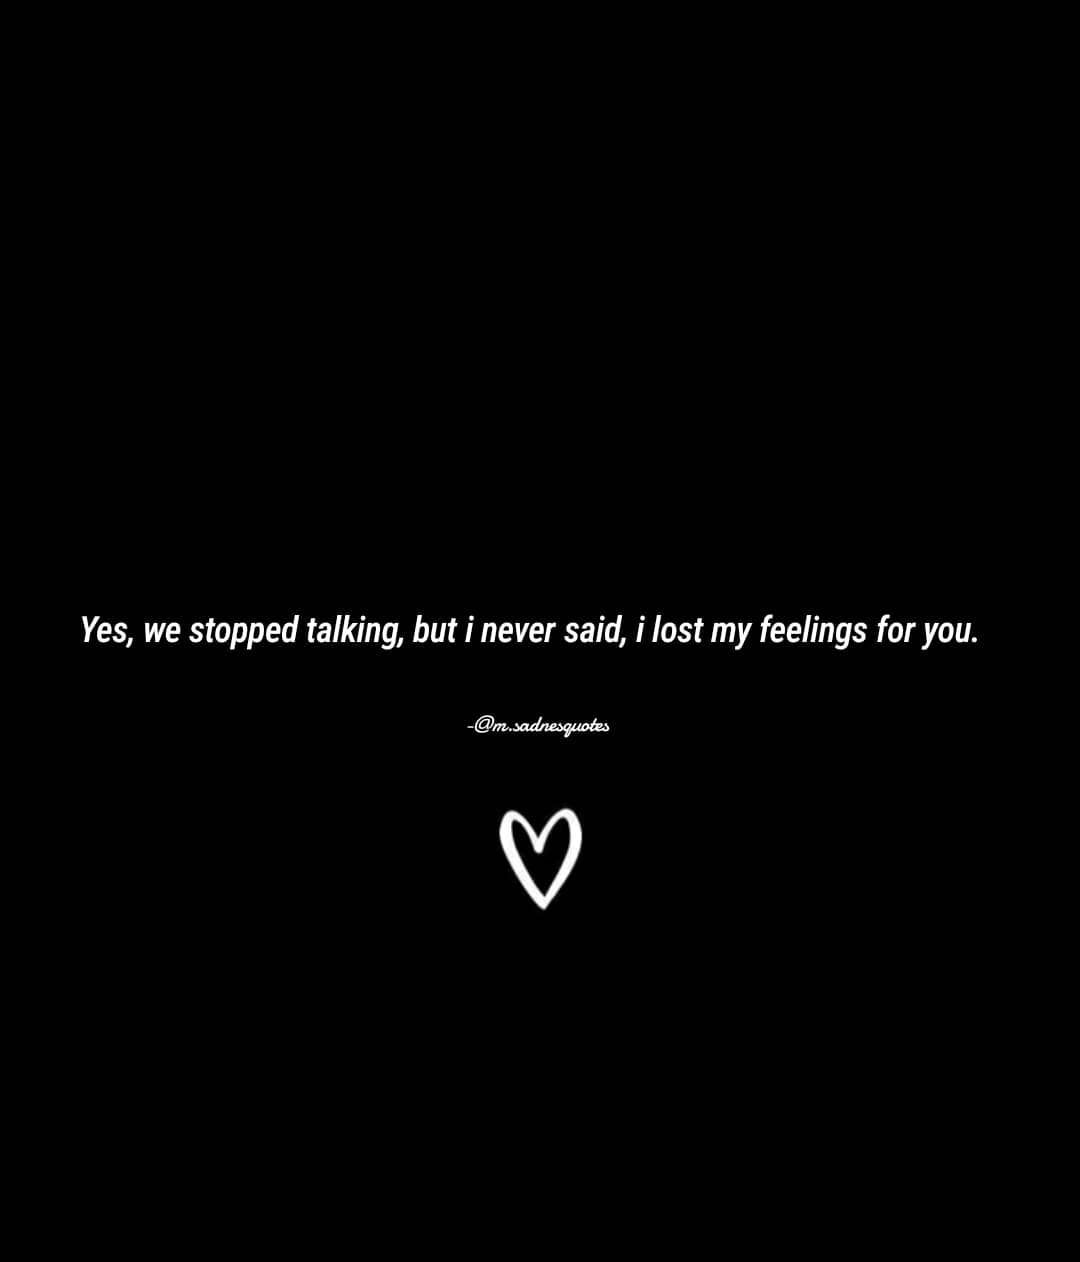 Yes, we stopped talking, but i never said, i lost my feelings for you.
-@m.sadnesquotes